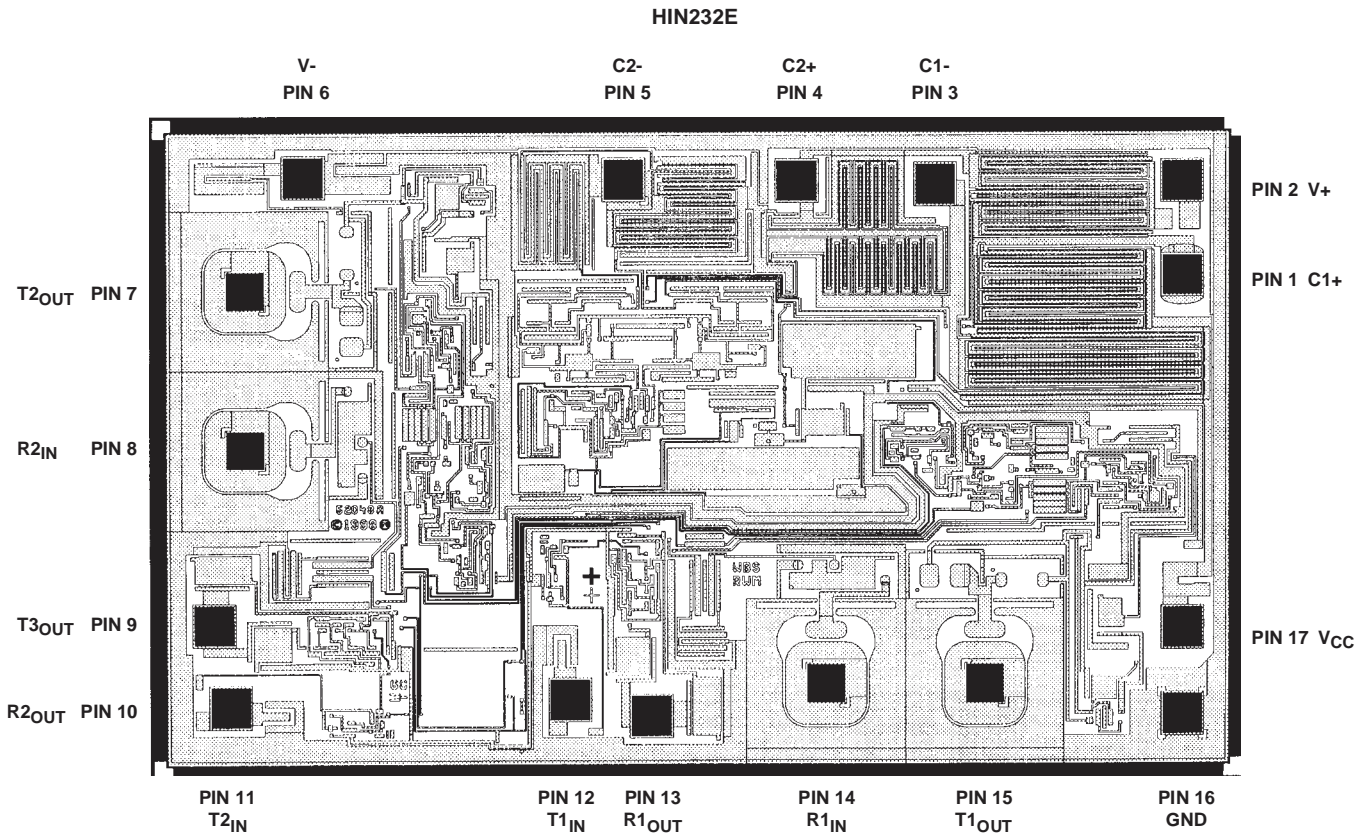 HIN232E
V-
PIN 6
C2-
PIN 5
C2+
PIN 4
C1-
PIN 3
PIN 2 V+
PIN 1 C1+
T2OUT PIN 7
R2IN PIN 8
T3OUT PIN 9
R2OUT PIN 10
PIN 17 VCC
WBS
RWM
PIN 11
T2IN
PIN 12
T1IN
PIN 13
R1OUT
PIN 14
R1IN
PIN 15
T1OUT
PIN 16
GND